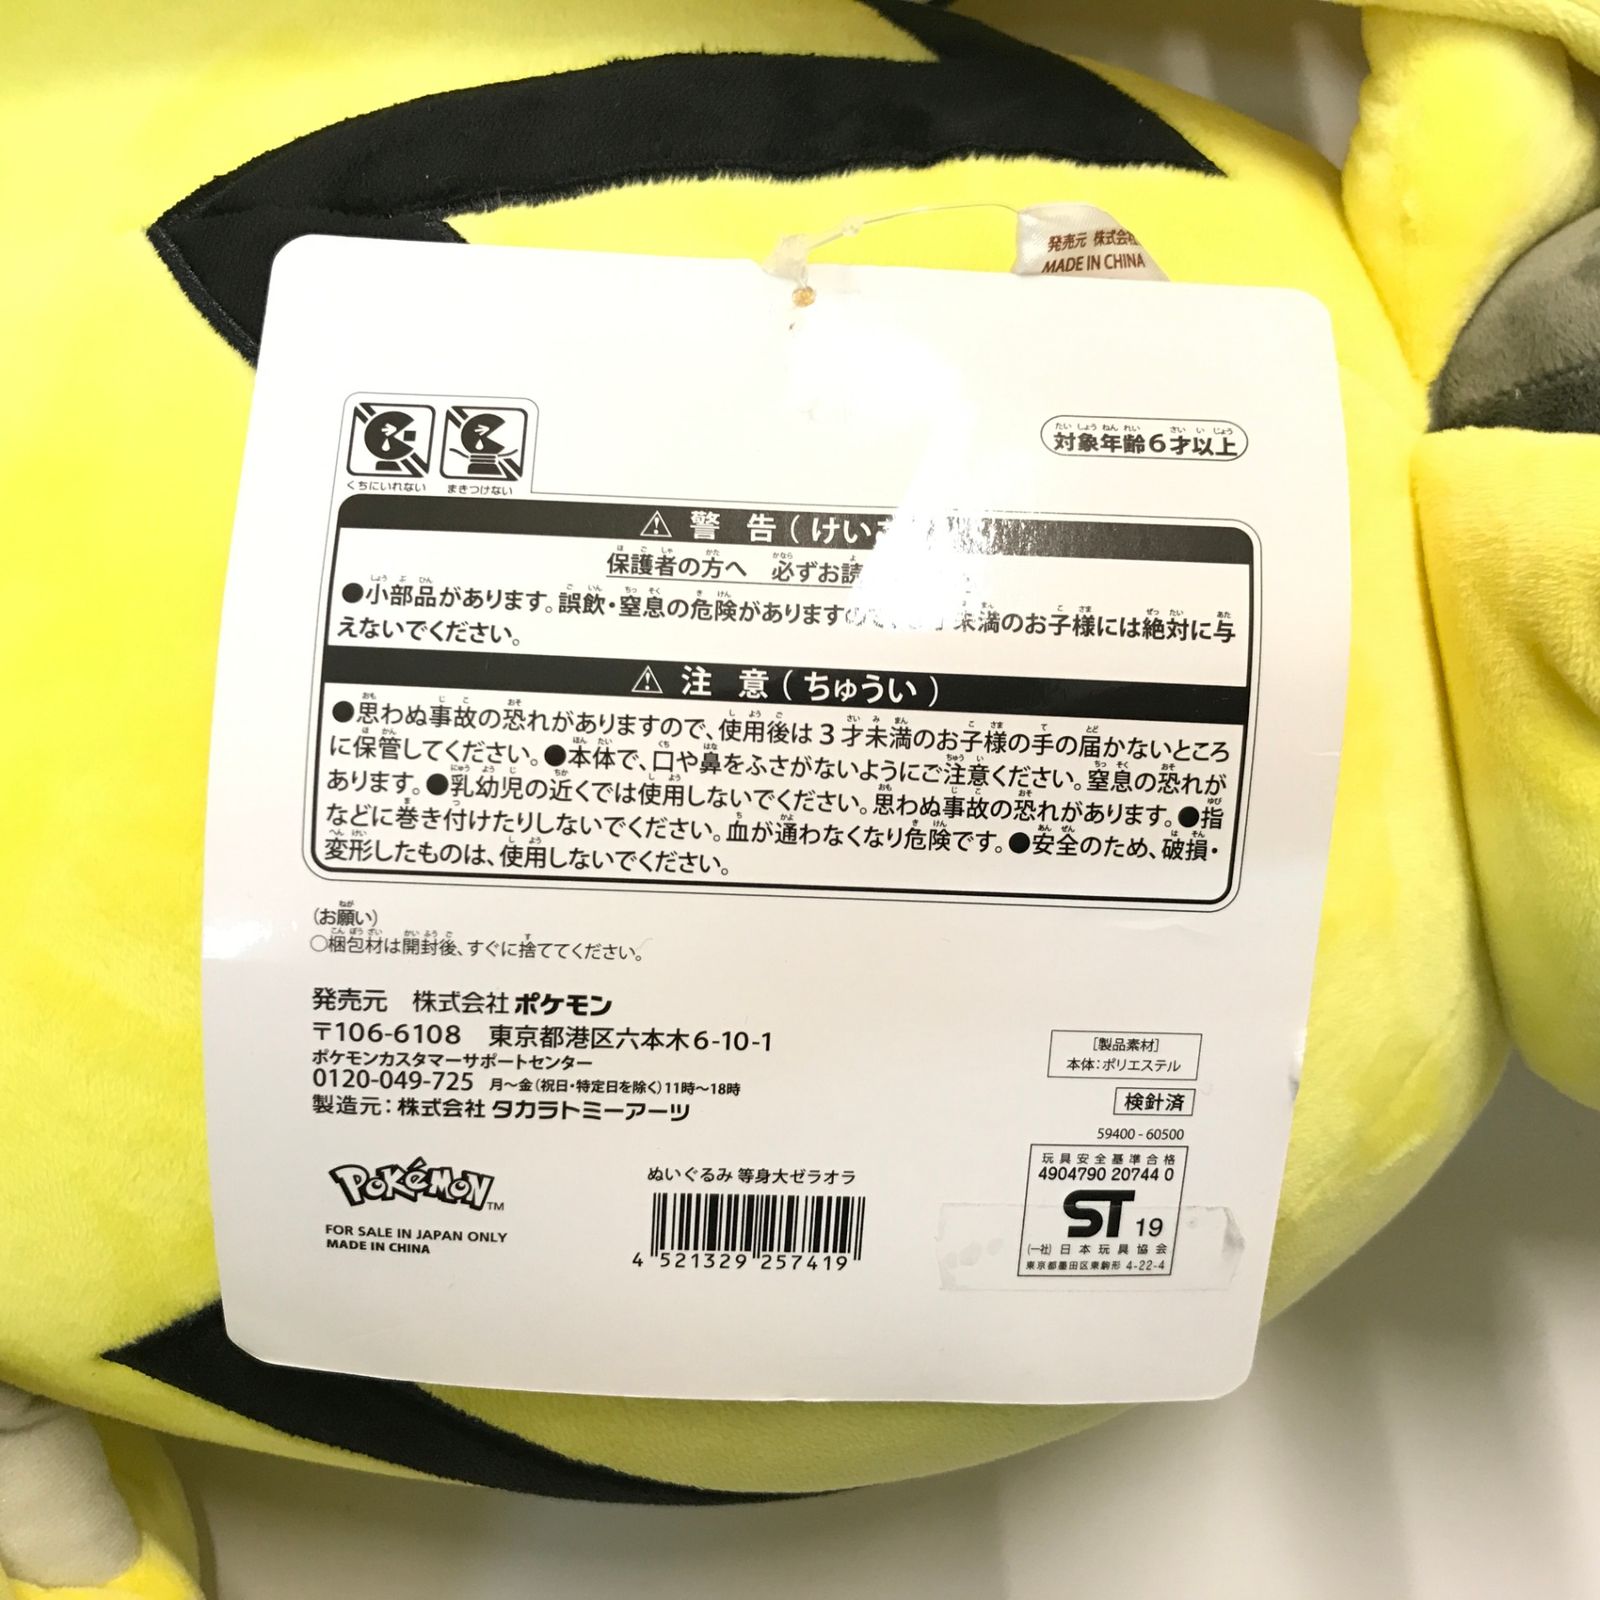 発売元 株式会
MADE IN CHINA
くちにいれない まきつけない
対象年齢6才以上
警 告(けい
保護者の方へ 必ずお読
●小部品があります。誤飲・窒息の危険がありますの 未満のお子様には絶対に与
えないでください。
注 意(ちゅうい)
●思わぬ事故の恐れがありますので、使用後は3才未満のお子様の手の届かないところ
に保管してください。●本体で、口や鼻をふさがないようにご注意ください。窒息の恐れが
あります。●乳幼児の近くでは使用しないでください。思わぬ事故の恐れがあります。●指
などに巻き付けたりしないでください。血が通わなくなり危険です。●安全のため、破損・
変形したものは、使用しないでください。
(お願い)
○梱包材は開封後、すぐに捨ててください。
発売元 株式会社 ポケモン
〒106-6108 東京都港区六本木6-10-1
ポケモンカスタマーサポートセンター
0120-049-725 月〜金(祝日・特定日を除く)11時〜18時
製造元:株式会社 タカラトミーアーツ
[製品素材]
本体:ポリエステル
検針済
59400-60500
玩具安全基準合格
4904790 20744 0
ST 19
(一社)日本玩具協会
東京都墨田区東駒形 4-22-4
POKéMON™
FOR SALE IN JAPAN ONLY
MADE IN CHINA
ぬいぐるみ 等身大ゼラオラ
4 521329 257419